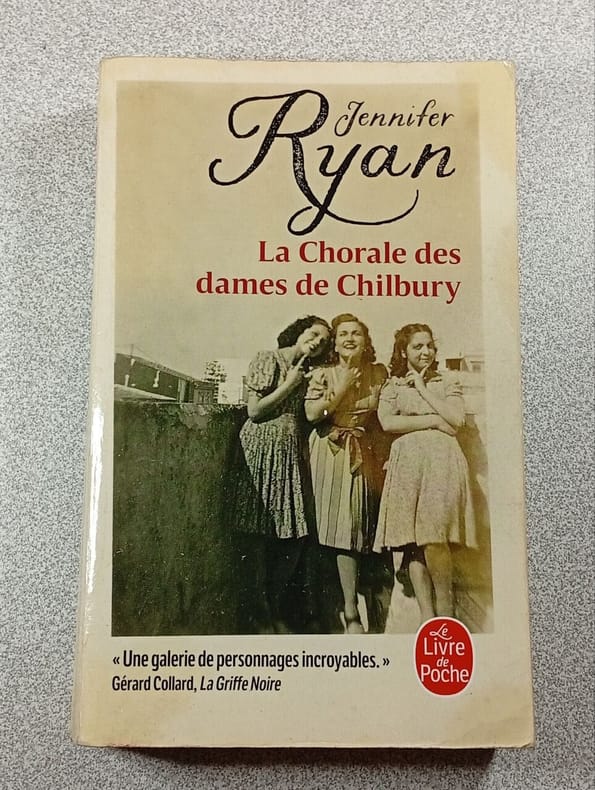 Jennifer
Ryan
La Chorale des
dames de Chilbury
« Une galerie de personnages incroyables. »
Gérard Collard, La Griffe Noire
Le
Livre
de
Poche